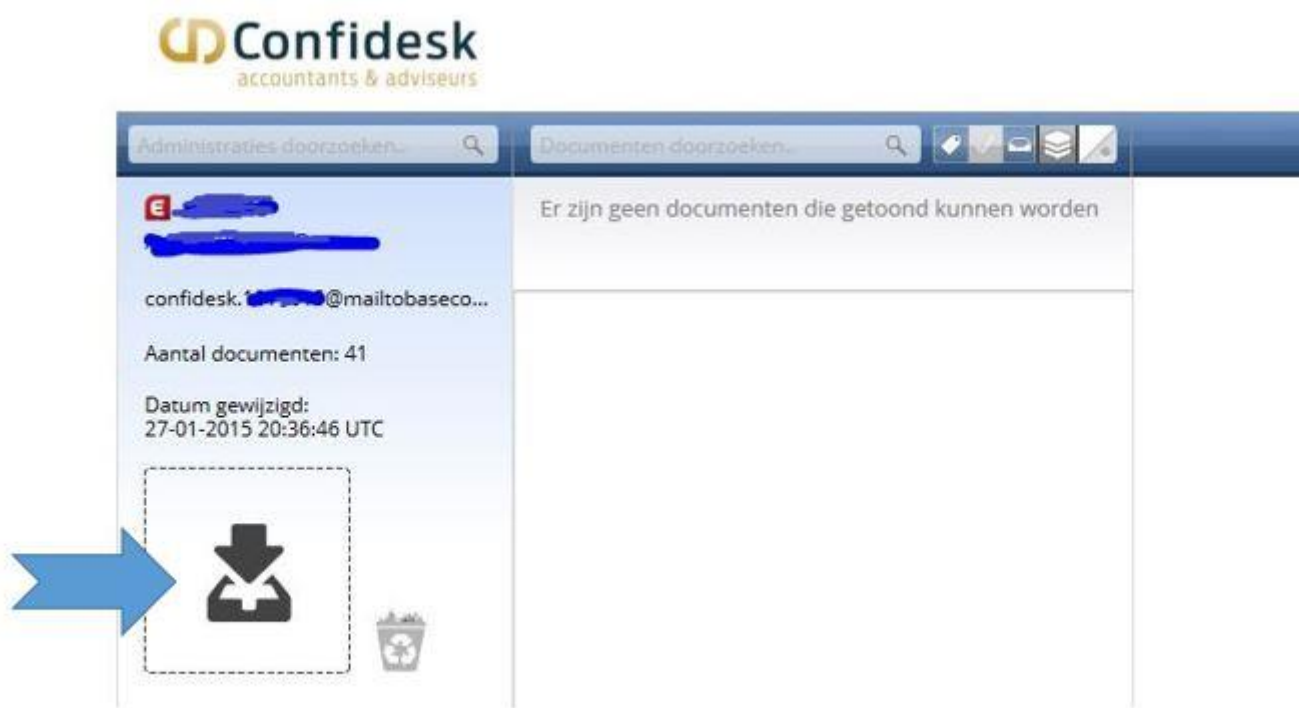 Confidesk
accountants & adviseurs
Administraties doorzoeken...
Documenten doorzoeken...
E
Er zijn geen documenten die getoond kunnen worden
confidesk.@mailtobaseco...
Aantal documenten: 41
Datum gewijzigd:
27-01-2015 20:36:46 UTC